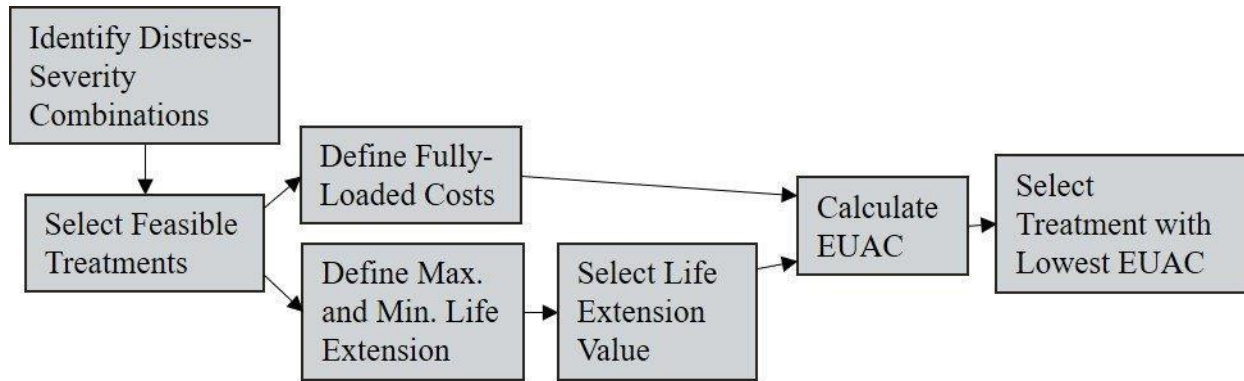 Identify Distress-
Severity
Combinations
Select Feasible
Treatments
Define Fully-
Loaded Costs
Define Max.
and Min. Life
Extension
Select Life
Extension
Value
Calculate
EUAC
Select
Treatment with
Lowest EUAC